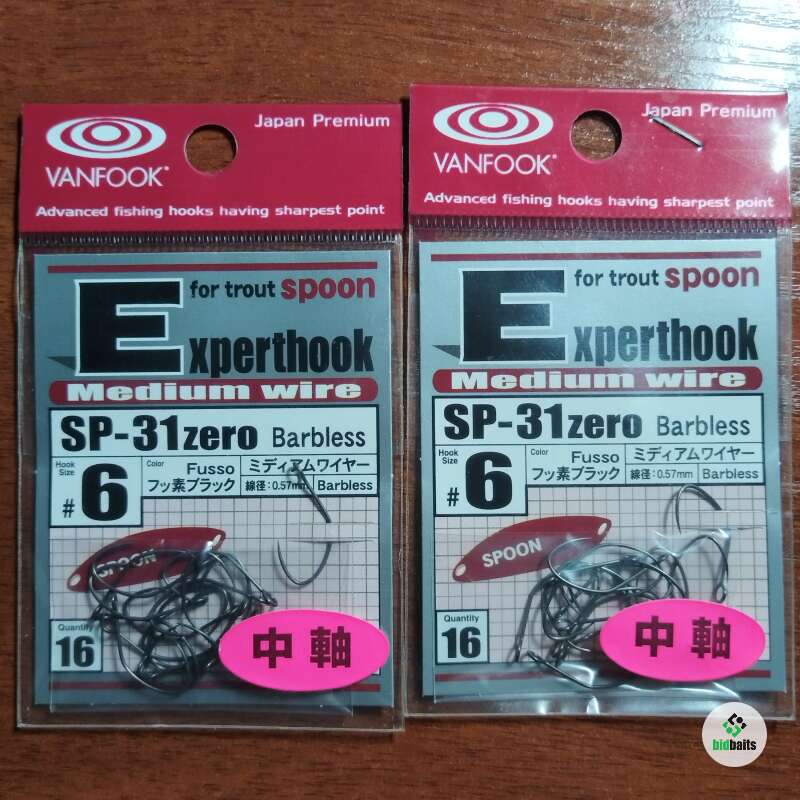 Japan Premium
VANFOOK®
Advanced fishing hooks having sharpest point
for trout spoon
Experthook
Medium wire
SP-31zero Barbless
Hook Size
#6
Color
Fusso
フッ素ブラック
ミディアムワイヤー
線径:0.57mm
Barbless
SPOON
Quantity
16
中軸
Japan Premium
VANFOOK®
Advanced fishing hooks having sharpest point
for trout spoon
Experthook
Medium wire
SP-31zero Barbless
Hook Size
#6
Color
Fusso
フッ素ブラック
ミディアムワイヤー
線径:0.57mm
Barbless
SPOON
Quantity
16
中軸
bidbaits